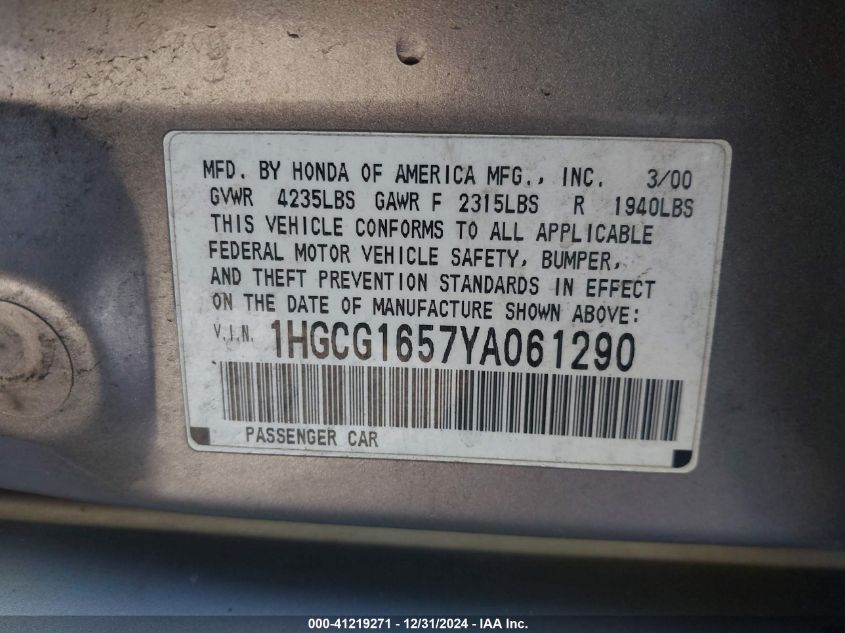 MFD. BY HONDA OF AMERICA MFG., INC. 3/00
GVWR 4235LBS GAWR F 2315LBS R 1940LBS
THIS VEHICLE CONFORMS TO ALL APPLICABLE
FEDERAL MOTOR VEHICLE SAFETY, BUMPER,
AND THEFT PREVENTION STANDARDS IN EFFECT
ON THE DATE OF MANUFACTURE SHOWN ABOVE:
V.I.N. 1HGCG1657YA061290
PASSENGER CAR
000-41219271 - 12/31/2024 - IAA Inc.